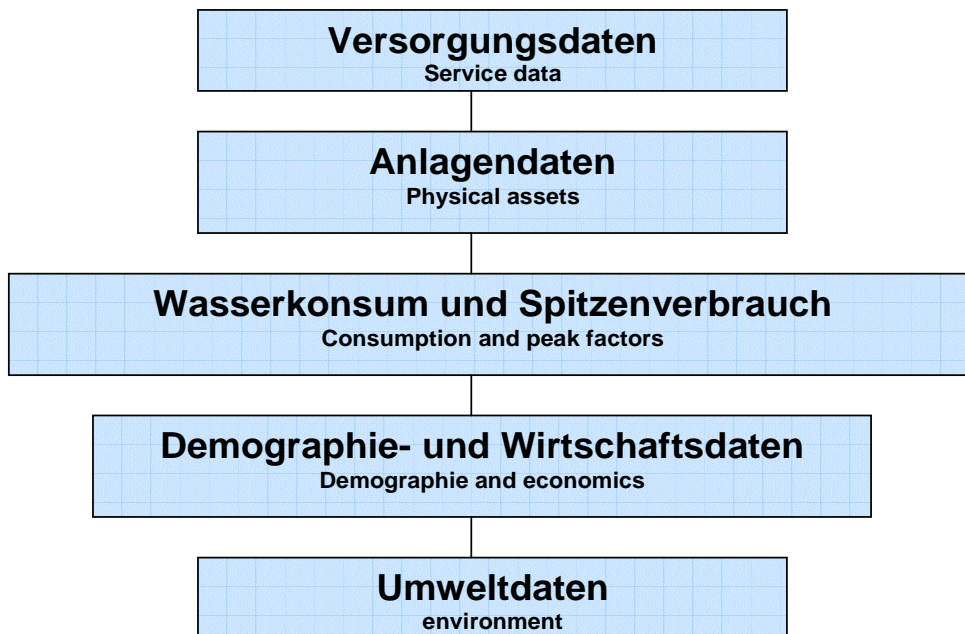 Versorgungsdaten
Service data
Anlagendaten
Physical assets
Wasserkonsum und Spitzenverbrauch
Consumption and peak factors
Demographie- und Wirtschaftsdaten
Demographie and economics
Umweltdaten
environment